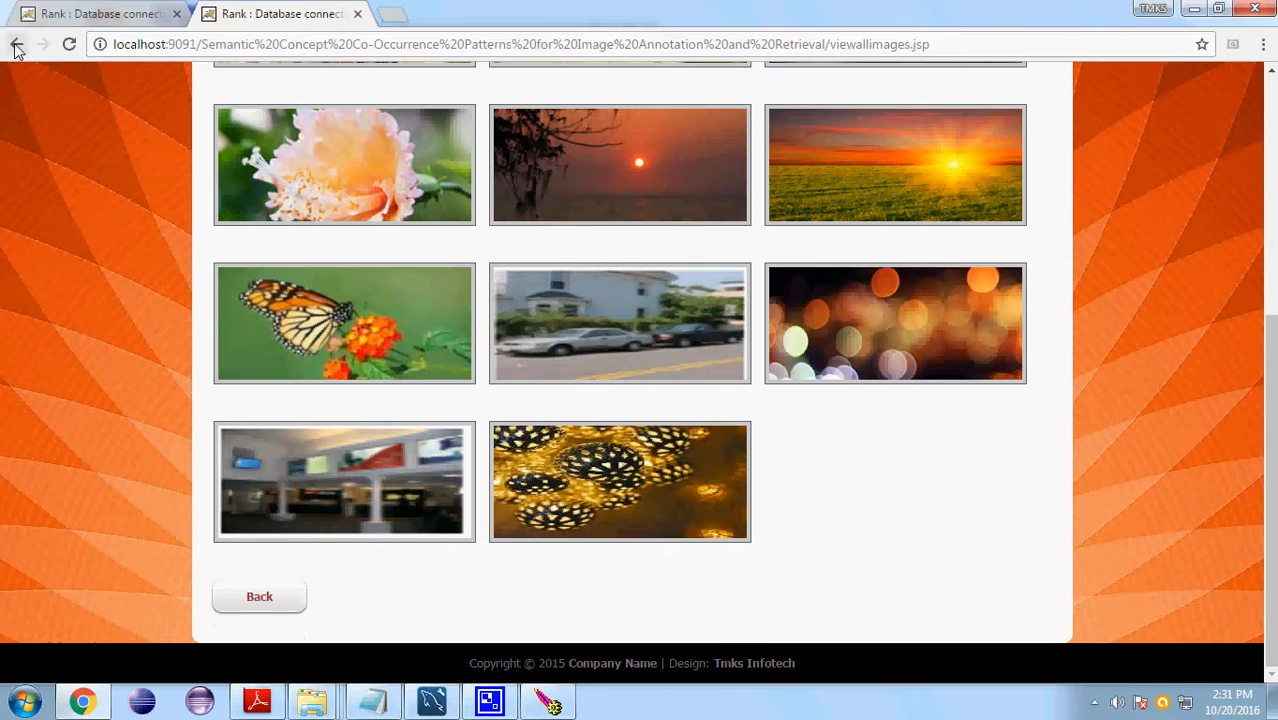 Rank : Database connect
Rank : Database connect
TMKS
localhost:9091/Semantic%20Concept%20Co-Occurrence%20Patterns%20for%20Image%20Annotation%20and%20Retrieval/viewallimages.jsp
Back
Copyright © 2015 Company Name | Design: Tmks Infotech
2:31 PM
10/20/2016